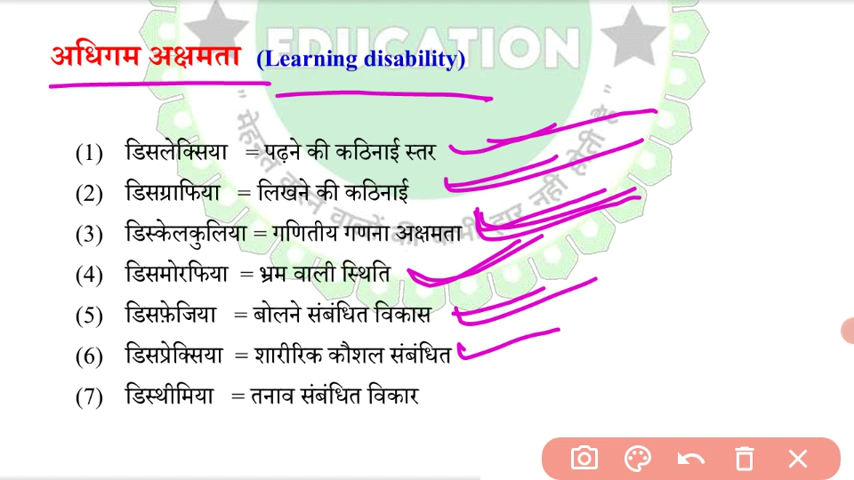 EDUCATION
अधिगम अक्षमता (Learning disability)
(1) डिसलेक्सिया = पढ़ने की कठिनाई स्तर
(2) डिसग्राफिया = लिखने की कठिनाई
(3) डिस्केलकुलिया = गणितीय गणना अक्षमता
(4) डिसमोरफिया = भ्रम वाली स्थिति
(5) डिसफ़ेजिया = बोलने संबंधित विकास
(6) डिसप्रेक्सिया = शारीरिक कौशल संबंधित
(7) डिस्थीमिया = तनाव संबंधित विकार